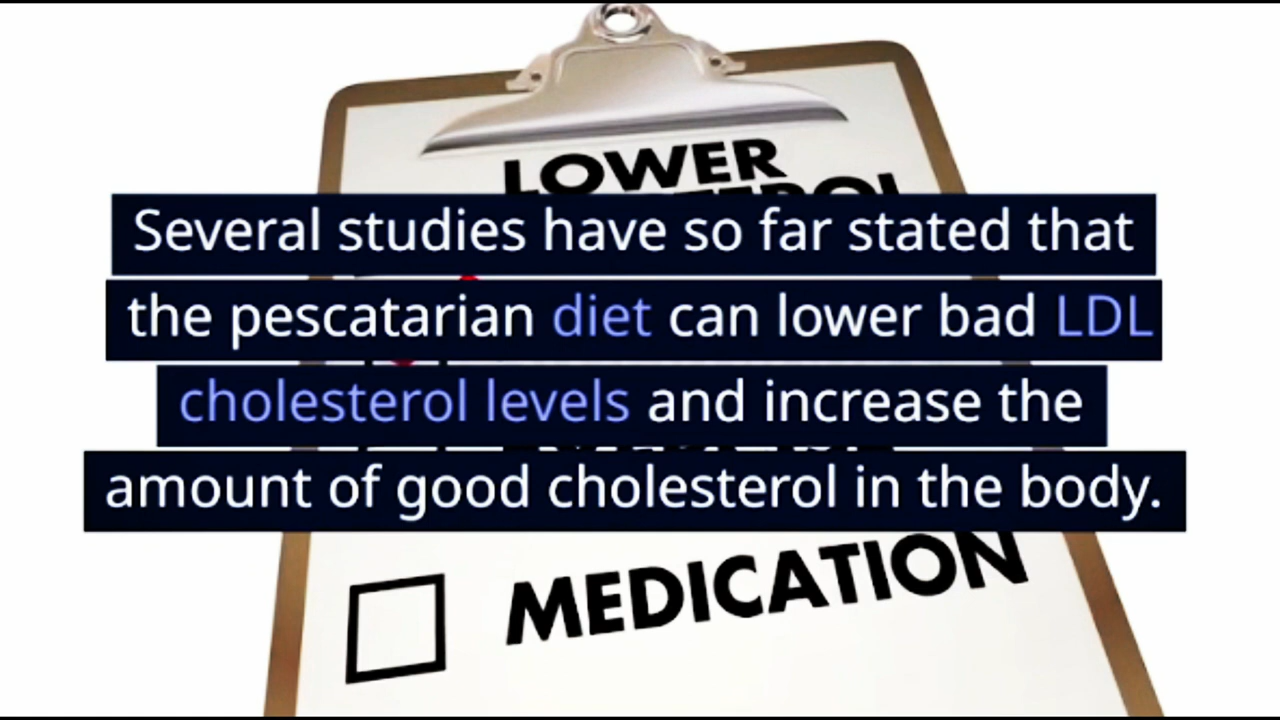 LOWER
Several studies have so far stated that
the pescatarian diet can lower bad LDL
cholesterol levels and increase the
amount of good cholesterol in the body.
MEDICATION